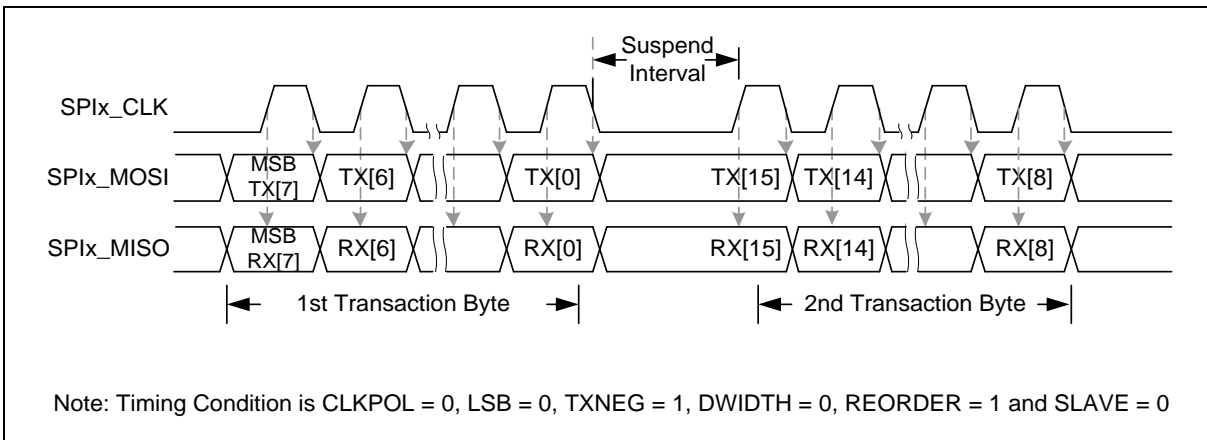 Suspend
Interval
SPIx_CLK
SPIx_MOSI
MSB
TX[7]
TX[6]
TX[0]
TX[15]
TX[14]
TX[8]
SPIx_MISO
MSB
RX[7]
RX[6]
RX[0]
RX[15]
RX[14]
RX[8]
1st Transaction Byte
2nd Transaction Byte
Note: Timing Condition is CLKPOL = 0, LSB = 0, TXNEG = 1, DWIDTH = 0, REORDER = 1 and SLAVE = 0